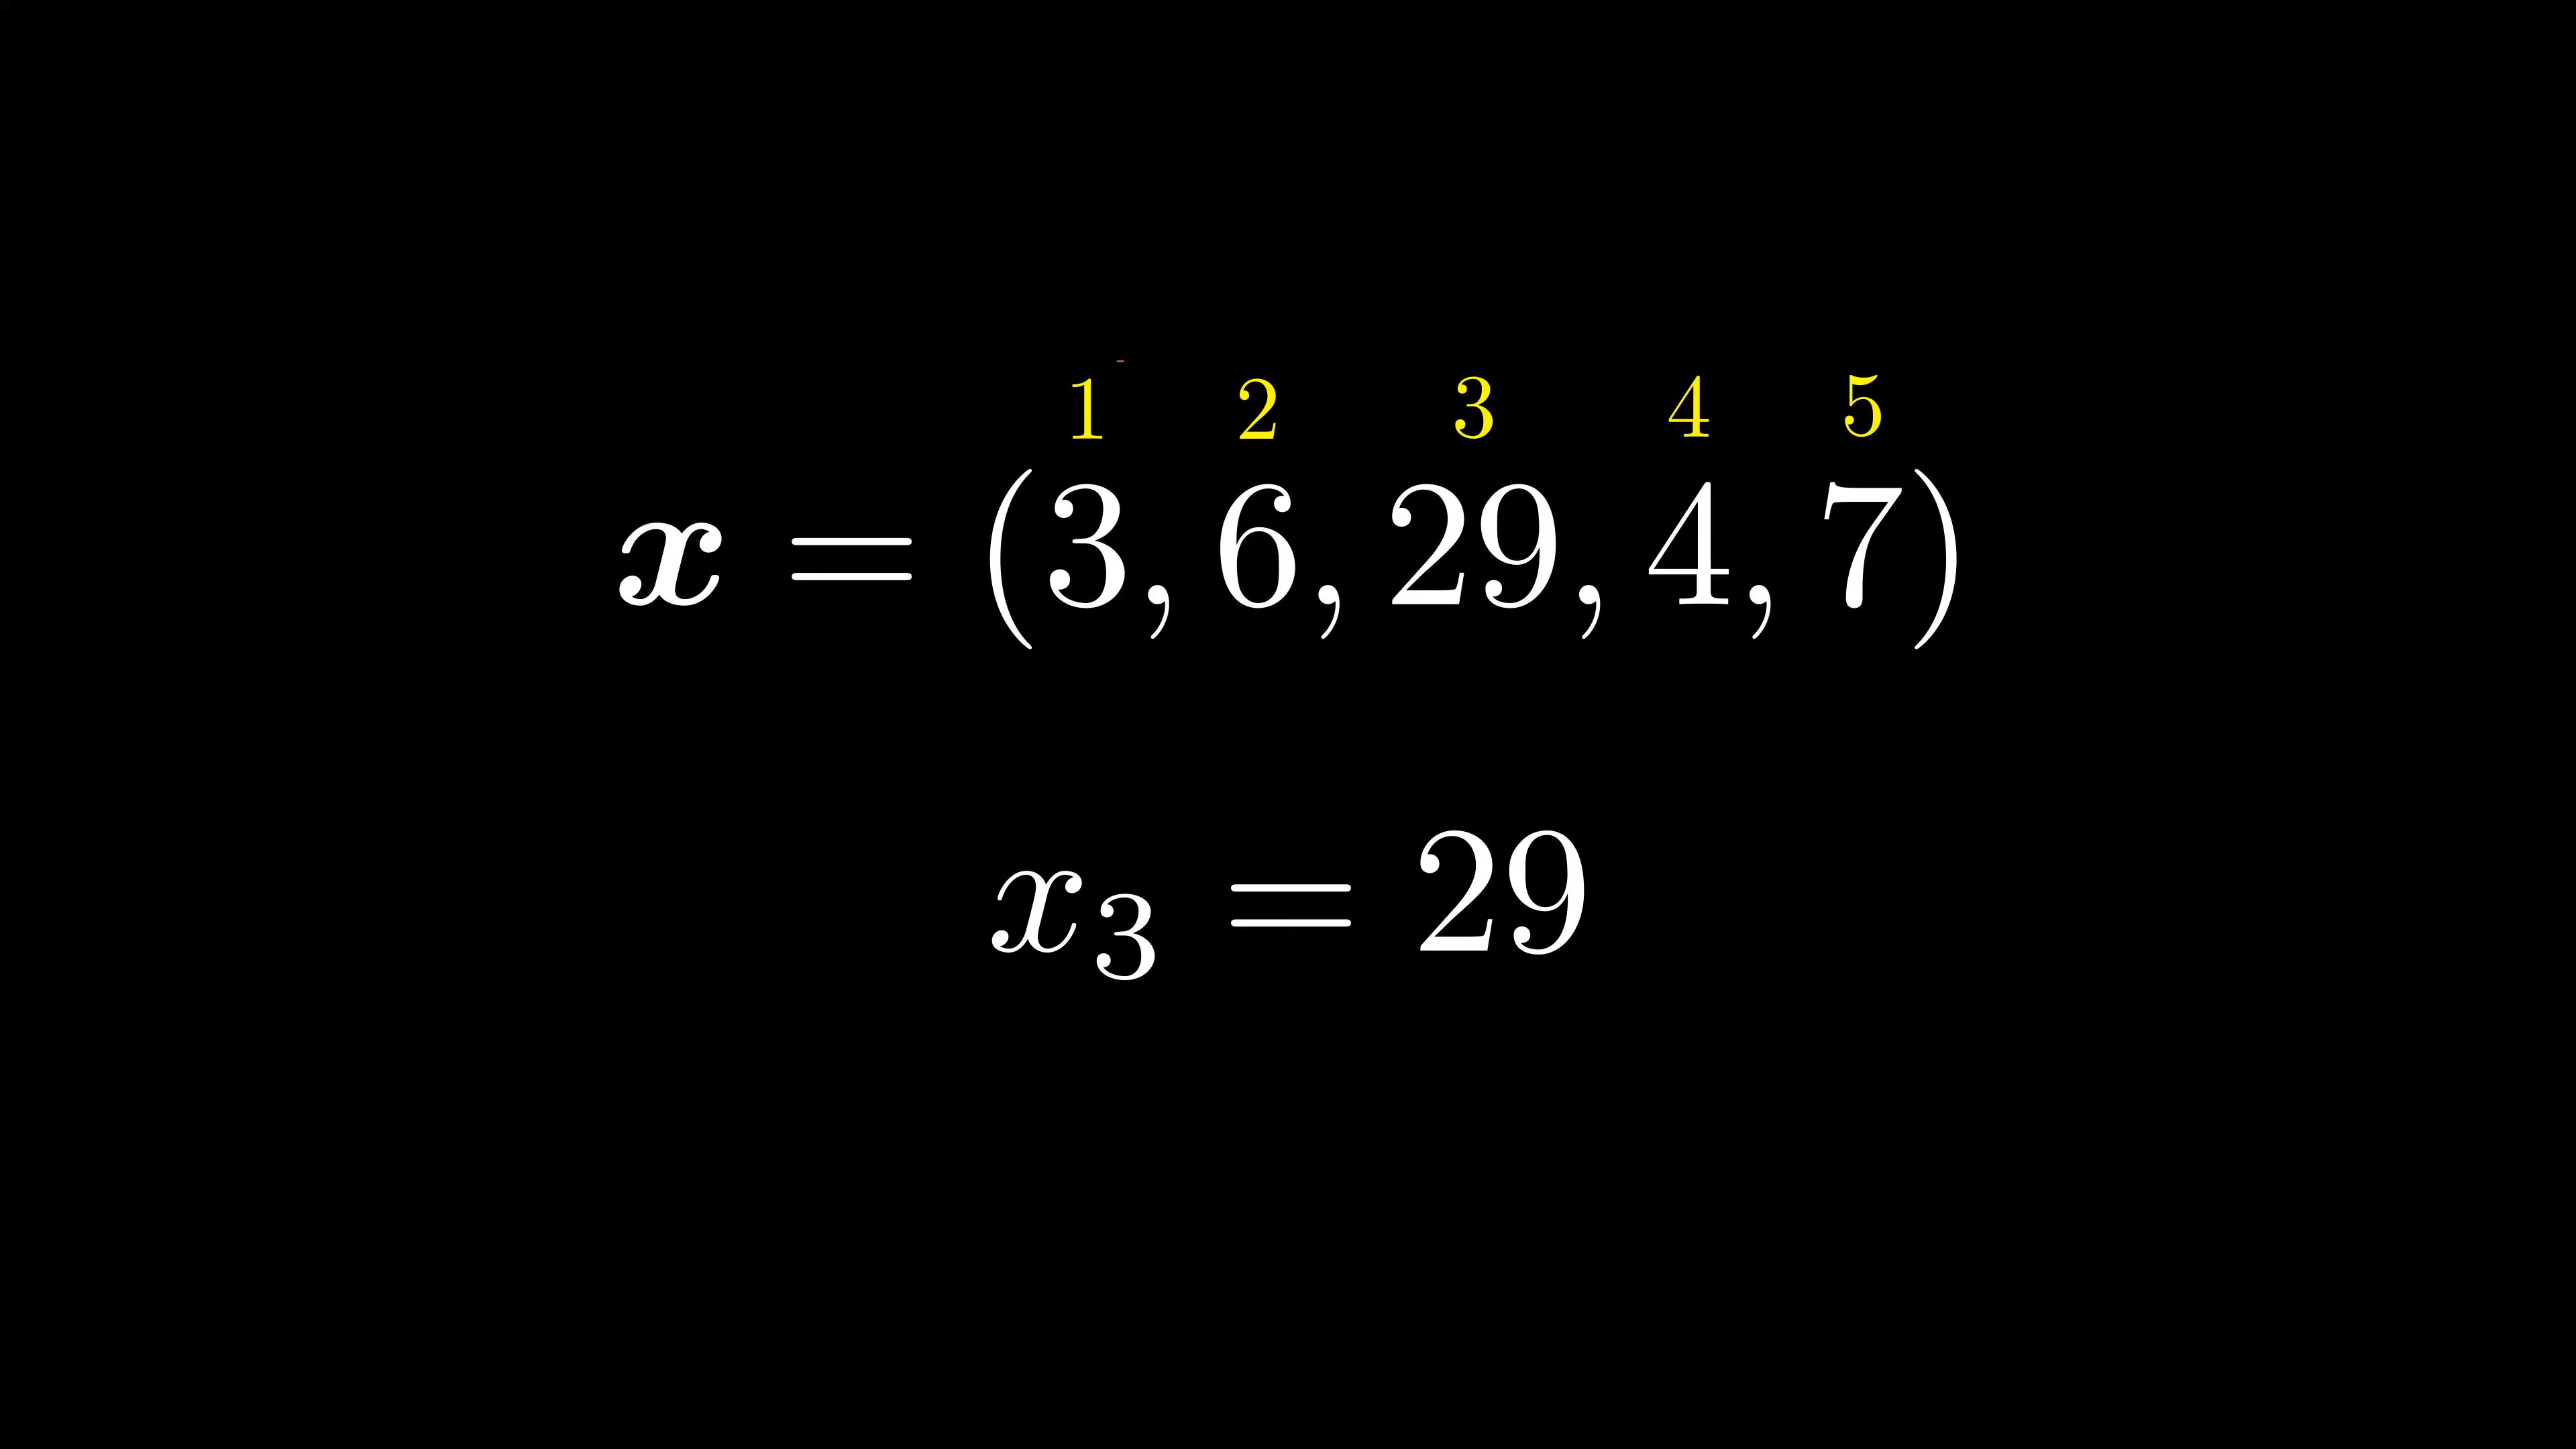 1 2 3 4 5
x = (3, 6, 29, 4, 7)
x₃ = 29